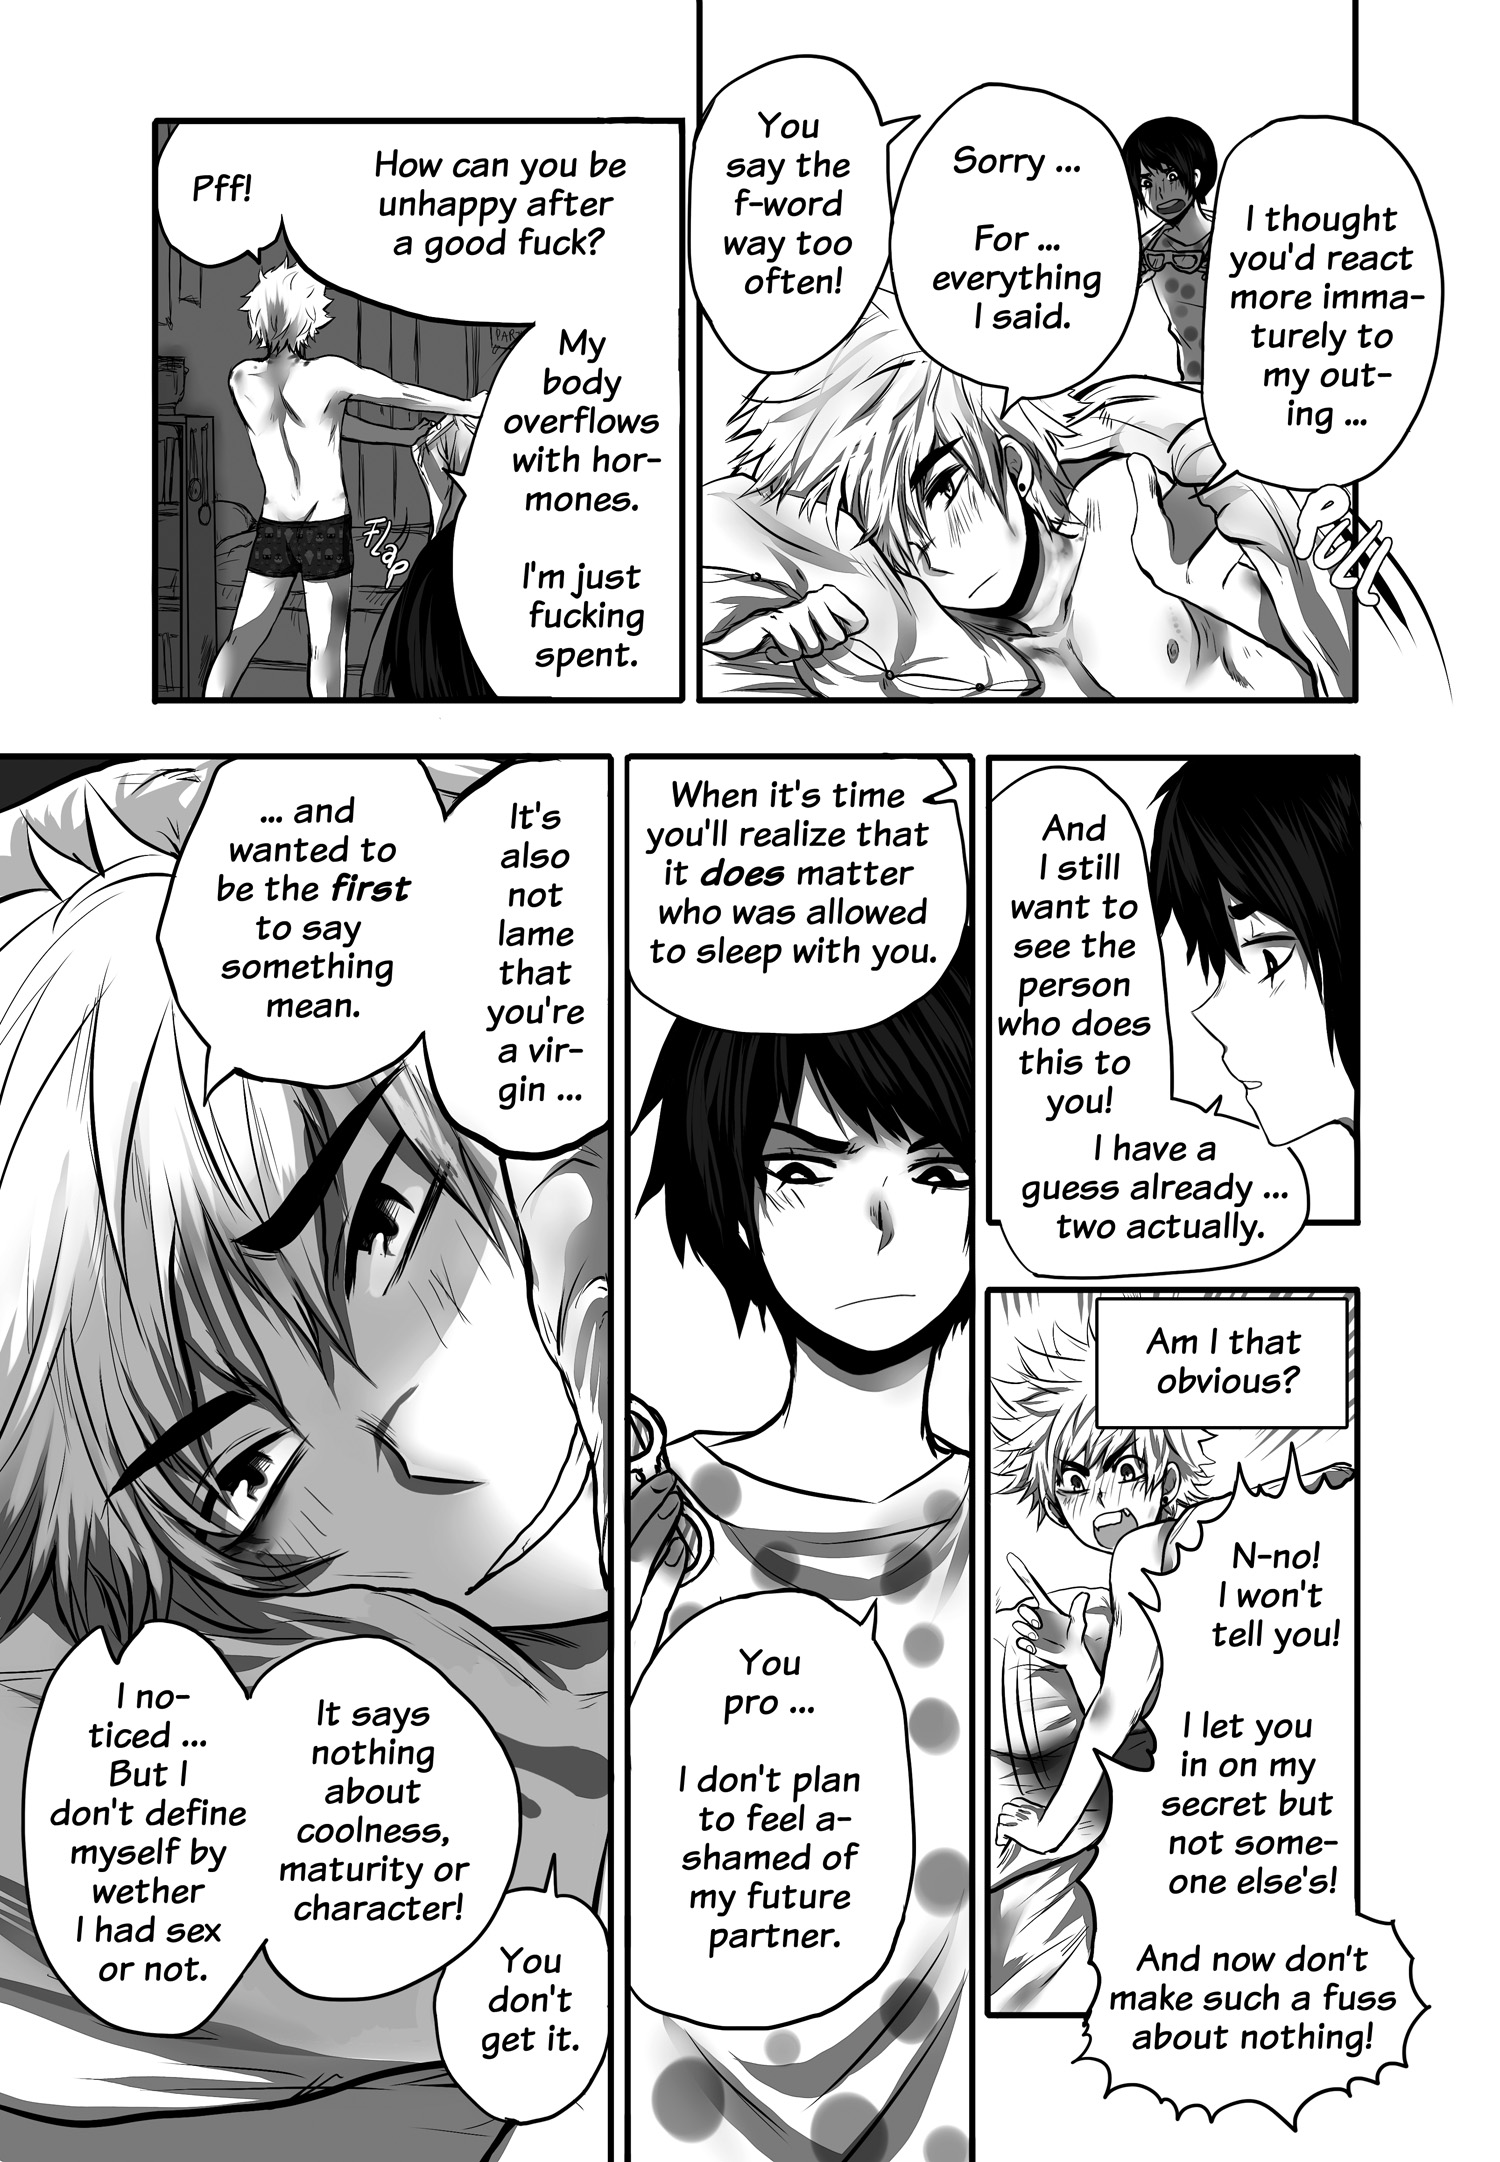 I thought
you'd react
more imma-
turely to
my out-
ing ...
Sorry ...
For ...
everything
I said.
You
say the
f-word
way too
often!
Pull
How can you be
unhappy after
a good fuck?
My
body
overflows
with hor-
mones.
I'm just
fucking
spent.
Pff!
Flap
And
I still
want to
see the
person
who does
this to
you!
I have a
guess already ...
two actually.
Am I that
obvious?
N-no!
I won't
tell you!
I let you
in on my
secret but
not some-
one else's!
And now don't
make such a fuss
about nothing!
When it's time
you'll realize that
it does matter
who was allowed
to sleep with you.
You
pro ...
I don't plan
to feel a-
shamed of
my future
partner.
It's
also
not
lame
that
you're
a vir-
gin ...
... and
wanted to
be the first
to say
something
mean.
You
don't
get it.
It says
nothing
about
coolness,
maturity or
character!
I no-
ticed ...
But I
don't define
myself by
wether
I had sex
or not.